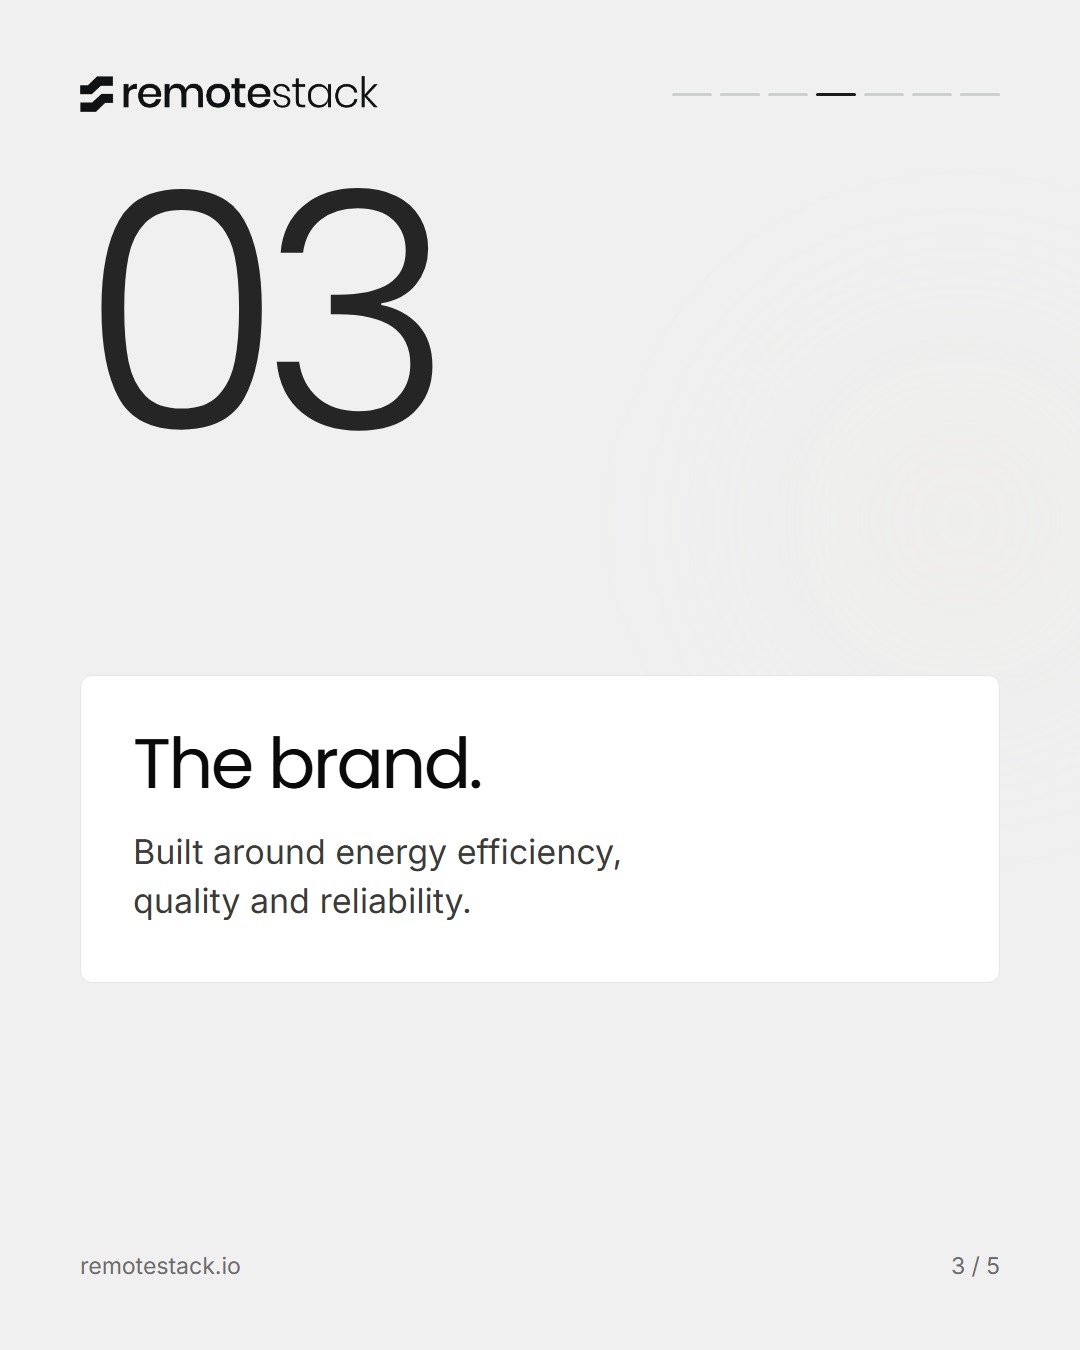 remotestack
03
The brand.
Built around energy efficiency,
quality and reliability.
remotestack.io
3 / 5